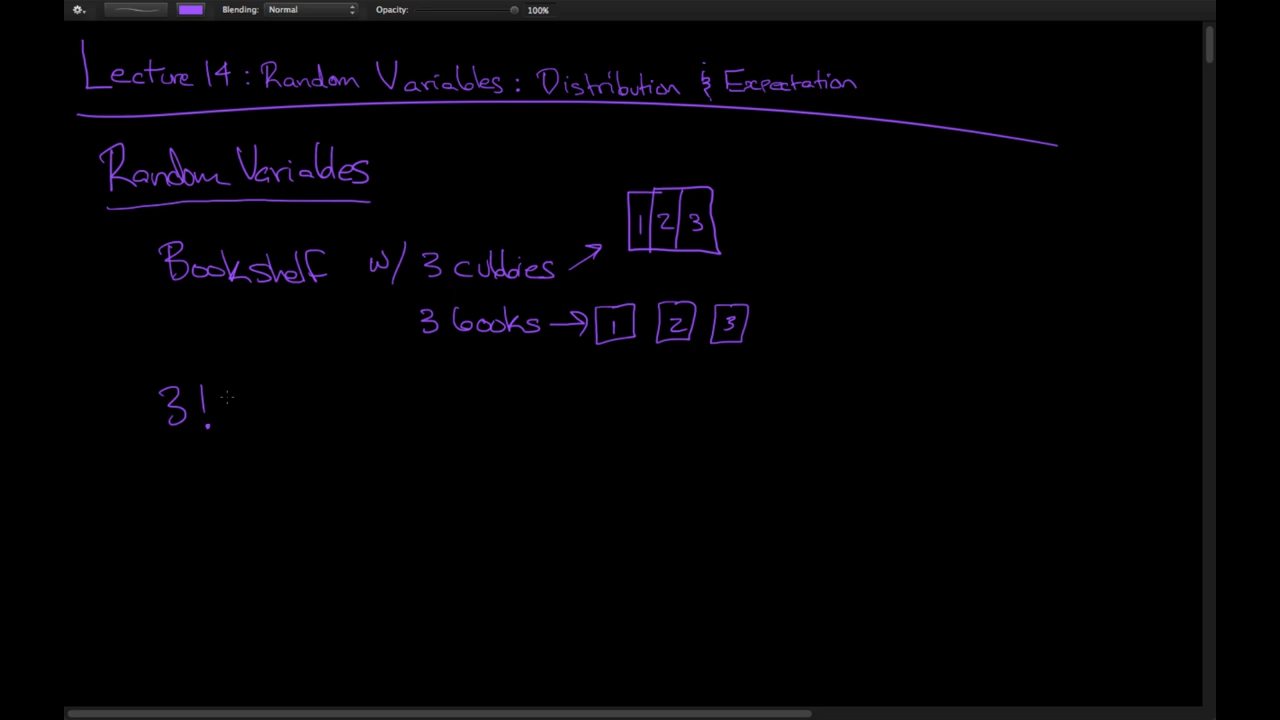 Blending: Normal Opacity: 100%
Lecture 14 : Random Variables : Distribution & Expectation
Random Variables
1 2 3
Bookshelf w/ 3 cubbies →
3 books → 1 2 3
3!